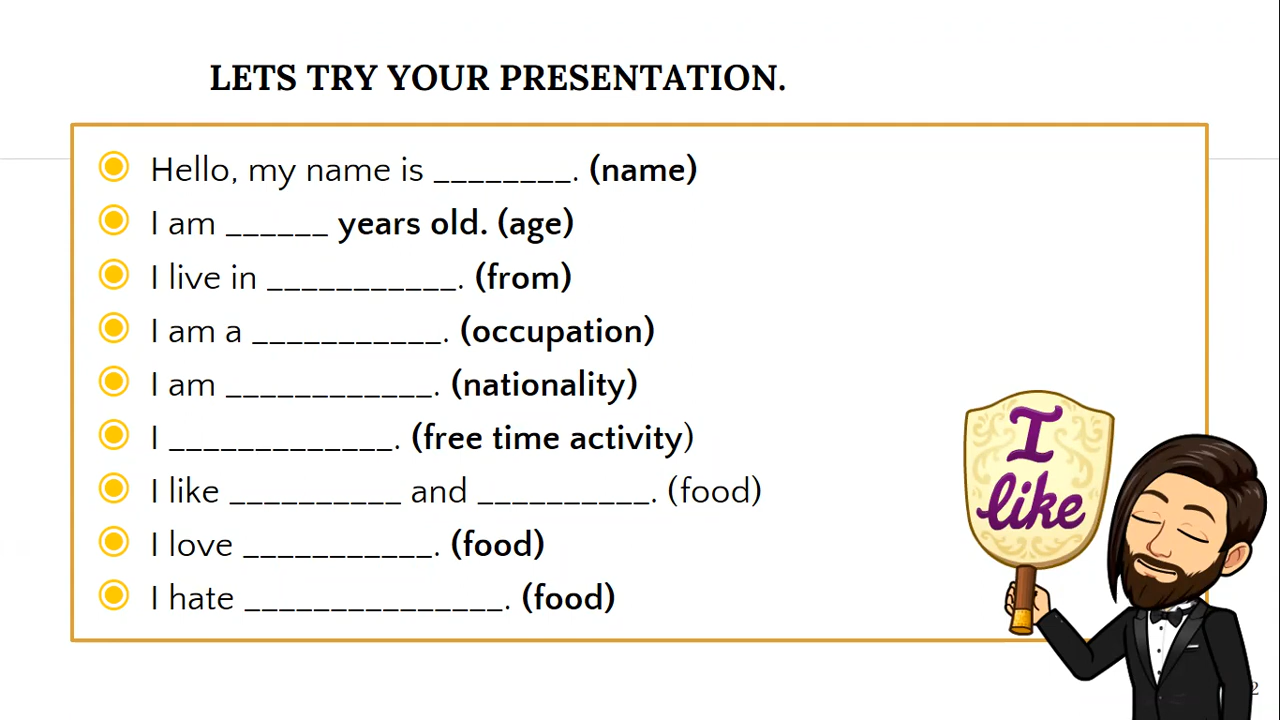 LETS TRY YOUR PRESENTATION.
Hello, my name is ________. (name)
I am ______ years old. (age)
I live in ___________. (from)
I am a ___________. (occupation)
I am ____________. (nationality)
I _____________. (free time activity)
I like __________ and __________. (food)
I love ___________. (food)
I hate _______________. (food)
I
like
2